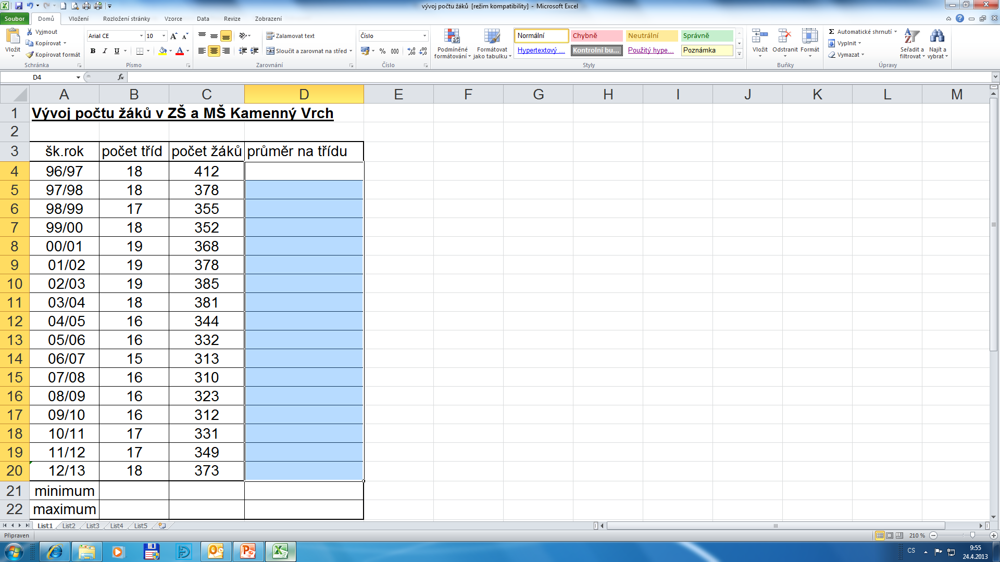 vývoj počtu žáků [režim kompatibility] - Microsoft Excel
Soubor Domů Vložení Rozložení stránky Vzorce Data Revize Zobrazení
Vložit
Vyjmout
Kopírovat
Kopírovat formát
Schránka
Arial CE 10
B I U
Písmo
Zalamovat text
Sloučit a zarovnat na střed
Zarovnání
Číslo
% 000
Číslo
Podmíněné formátování
Formátovat jako tabulku
Normální Chybně Neutrální Správně
Hypertextový ... Kontrolní bu... Použitý hype... Poznámka
Styly
Vložit Odstranit Formát
Buňky
Σ Automatické shrnutí
Vyplnit
Vymazat
Seřadit a filtrovat
Najít a vybrat
Úpravy
D4 fx
A B C D E F G H I J K L M
1 Vývoj počtu žáků v ZŠ a MŠ Kamenný Vrch
2
3 šk.rok počet tříd počet žáků průměr na třídu
4 96/97 18 412
5 97/98 18 378
6 98/99 17 355
7 99/00 18 352
8 00/01 19 368
9 01/02 19 378
10 02/03 19 385
11 03/04 18 381
12 04/05 16 344
13 05/06 16 332
14 06/07 15 313
15 07/08 16 310
16 08/09 16 323
17 09/10 16 312
18 10/11 17 331
19 11/12 17 349
20 12/13 18 373
21 minimum
22 maximum
List1 List2 List3 List4 List5
Připraven 210 %
CS 9:55
24.4.2013